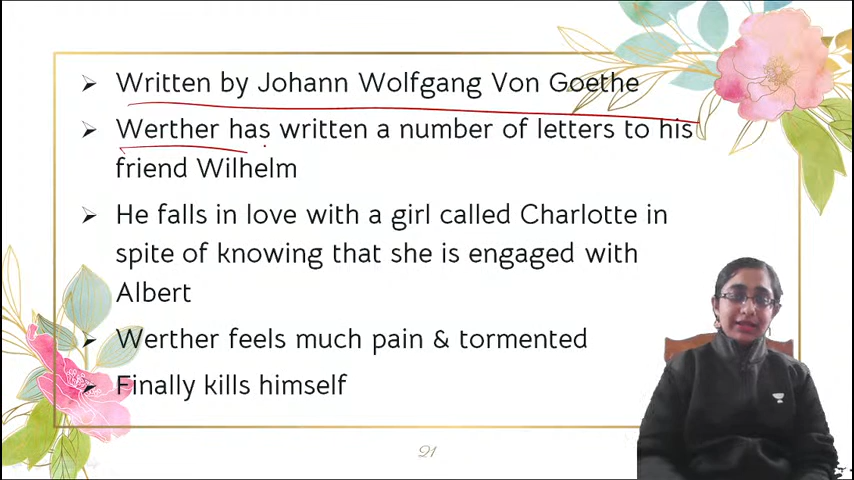 ➢ Written by Johann Wolfgang Von Goethe
➢ Werther has written a number of letters to his
friend Wilhelm
➢ He falls in love with a girl called Charlotte in
spite of knowing that she is engaged with
Albert
➢ Werther feels much pain & tormented
➢ Finally kills himself
21